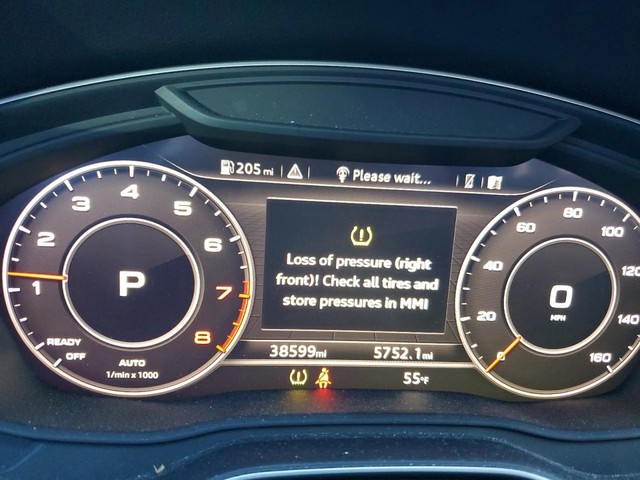 205 mi
Please wait...
4
3
5
2
6
1
7
8
P
READY
OFF
AUTO
1/min x 1000
Loss of pressure (right
front)! Check all tires and
store pressures in MMI
38599mi
5752.1mi
55°F
80
60
100
40
120
20
140
0
160
0
MPH